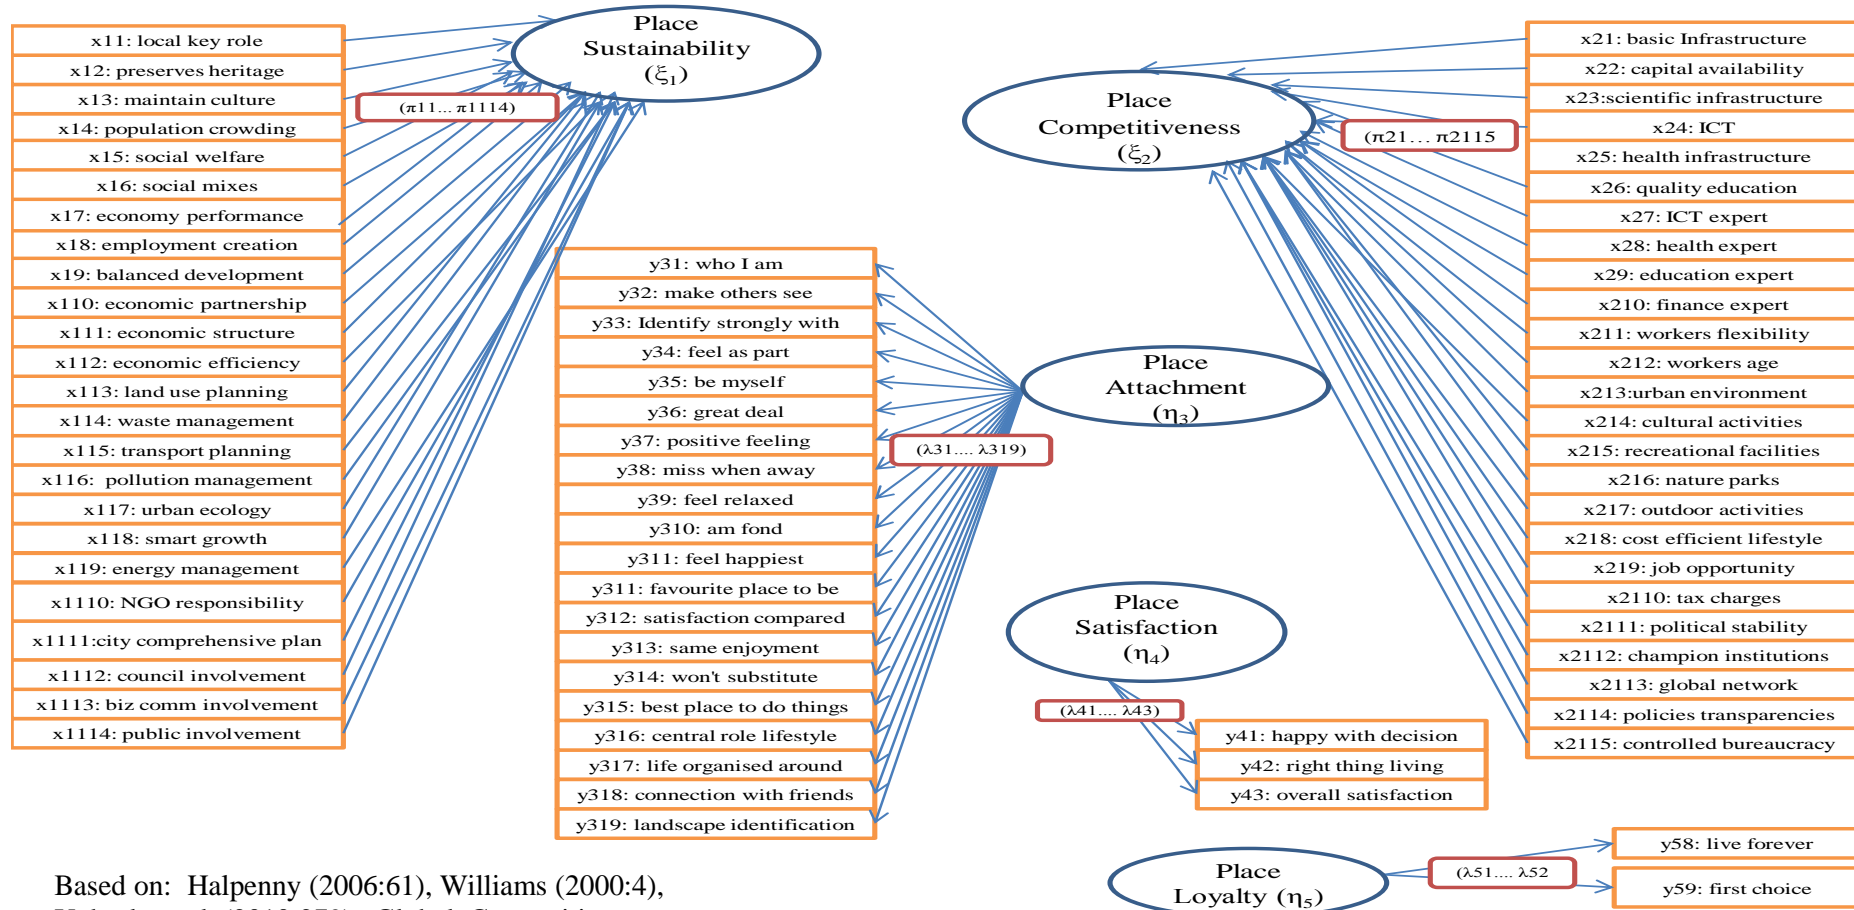 Place
Sustainability
(ξ1)
x11: local key role
x12: preserves heritage
x13: maintain culture
x14: population crowding
x15: social welfare
x16: social mixes
x17: economy performance
x18: employment creation
x19: balanced development
x110: economic partnership
x111: economic structure
x112: economic efficiency
x113: land use planning
x114: waste management
x115: transport planning
x116:  pollution management
x117: urban ecology
x118: smart growth
x119: energy management
x1110: NGO responsibility
x1111:city comprehensive plan
x1112: council involvement
x1113: biz comm involvement
x1114: public involvement
(π11... π1114)
Place
Competitiveness
(ξ2)
(π21... π2115
x21: basic Infrastructure
x22: capital availability
x23:scientific infrastructure
x24: ICT
x25: health infrastructure
x26: quality education
x27: ICT expert
x28: health expert
x29: education expert
x210: finance expert
x211: workers flexibility
x212: workers age
x213:urban environment
x214: cultural activities
x215: recreational facilities
x216: nature parks
x217: outdoor activities
x218: cost efficient lifestyle
x219: job opportunity
x2110: tax charges
x2111: political stability
x2112: champion institutions
x2113: global network
x2114: policies transparencies
x2115: controlled bureaucracy
y31: who I am
y32: make others see
y33: Identify strongly with
y34: feel as part
y35: be myself
y36: great deal
y37: positive feeling
y38: miss when away
y39: feel relaxed
y310: am fond
y311: feel happiest
y311: favourite place to be
y312: satisfaction compared
y313: same enjoyment
y314: won't substitute
y315: best place to do things
y316: central role lifestyle
y317: life organised around
y318: connection with friends
y319: landscape identification
(λ31.... λ319)
Place
Attachment
(η3)
Place
Satisfaction
(η4)
(λ41.... λ43)
y41: happy with decision
y42: right thing living
y43: overall satisfaction
Place
Loyalty (η5)
(λ51.... λ52
y58: live forever
y59: first choice
Based on:  Halpenny (2006:61), Williams (2000:4),